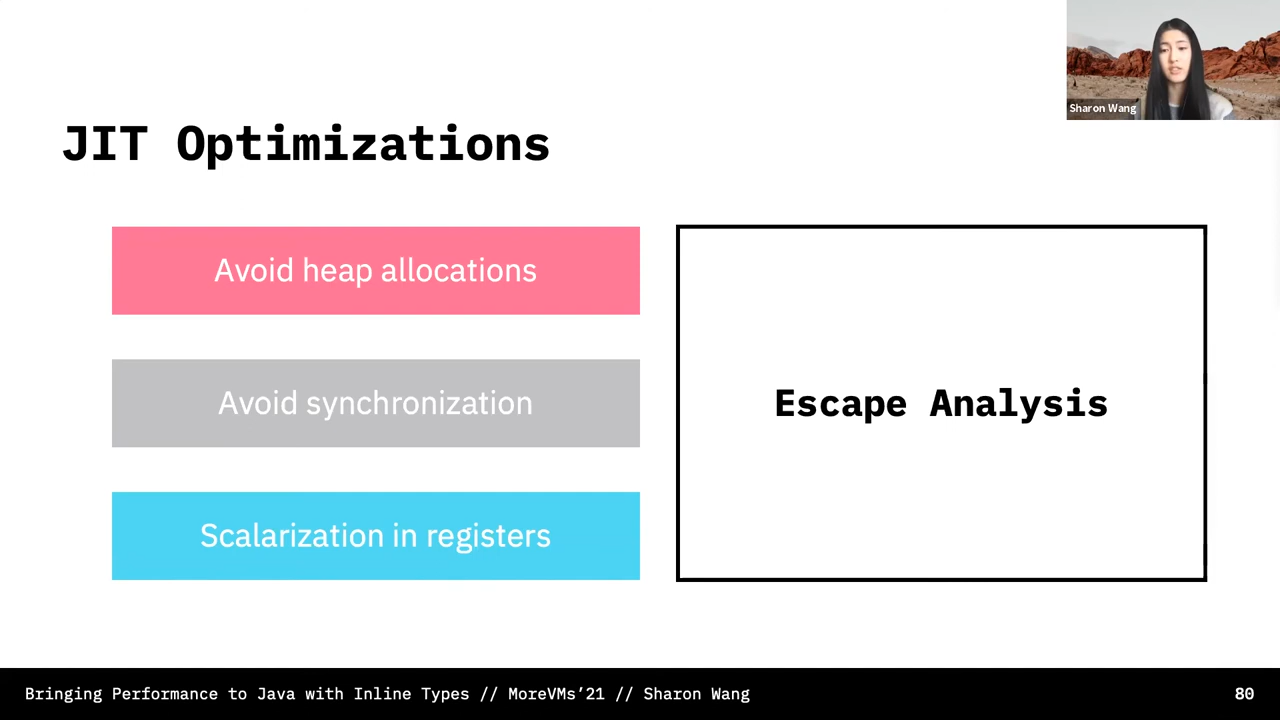 Sharon Wang
JIT Optimizations
Avoid heap allocations
Avoid synchronization
Scalarization in registers
Escape Analysis
Bringing Performance to Java with Inline Types // MoreVMs’21 // Sharon Wang
80